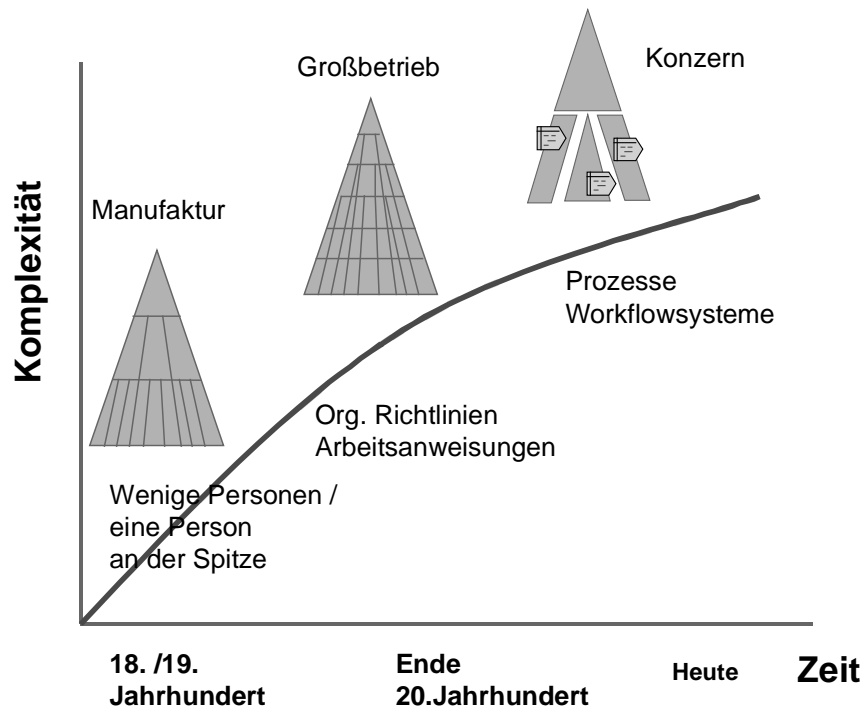 Konzern
Großbetrieb
Manufaktur
Komplexität
Prozesse
Workflowsysteme
Org. Richtlinien
Arbeitsanweisungen
Wenige Personen /
eine Person
an der Spitze
18. /19.
Jahrhundert
Ende
20.Jahrhundert
Heute
Zeit